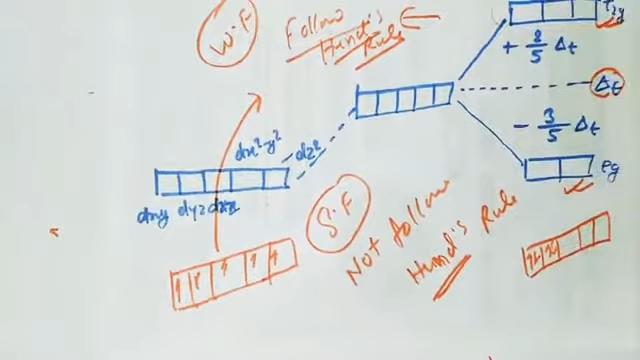 W.F
Follow
Hund's
Rule
t2g
+ 2/5 Δt
Δt
- 3/5 Δt
eg
dx²-y²
dz²
dxy dyz dxz
S.F
Not follow
Hund's Rule